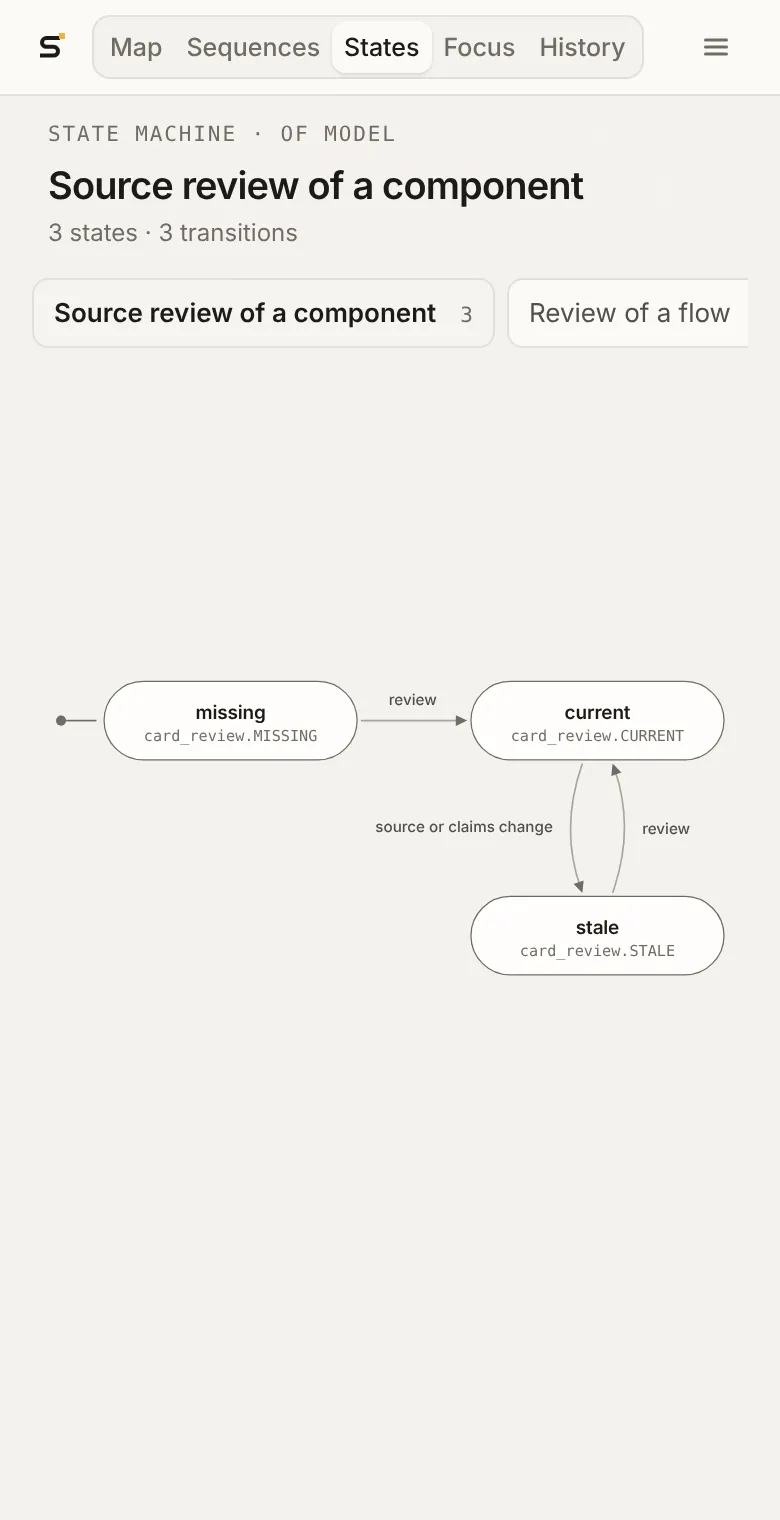 S
Map Sequences States Focus History
STATE MACHINE · OF MODEL
Source review of a component
3 states · 3 transitions
Source review of a component 3
Review of a flow
missing
card_review.MISSING
review
current
card_review.CURRENT
source or claims change
review
stale
card_review.STALE